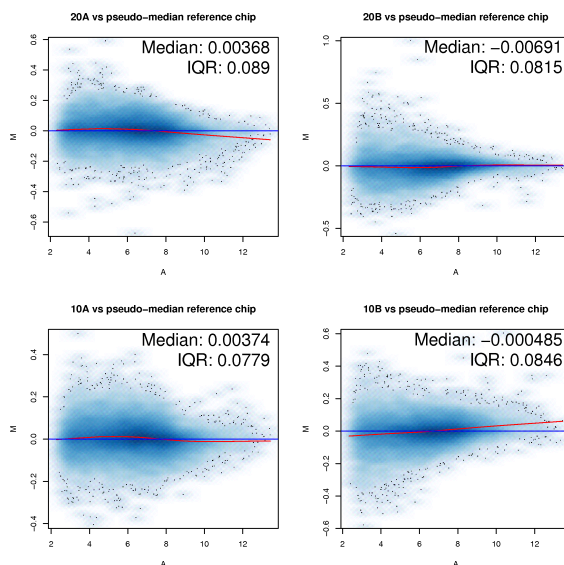 20A vs pseudo−median reference chip
Median: 0.00368
IQR: 0.089
M
0.6
0.4
0.2
0.0
−0.2
−0.4
−0.6
2 4 6 8 10 12
A
20B vs pseudo−median reference chip
Median: −0.00691
IQR: 0.0815
M
1.0
0.5
0.0
−0.5
2 4 6 8 10 12
A
10A vs pseudo−median reference chip
Median: 0.00374
IQR: 0.0779
M
0.4
0.2
0.0
−0.2
−0.4
2 4 6 8 10 12
A
10B vs pseudo−median reference chip
Median: −0.000485
IQR: 0.0846
M
0.6
0.4
0.2
0.0
−0.2
−0.4
−0.6
2 4 6 8 10 12
A